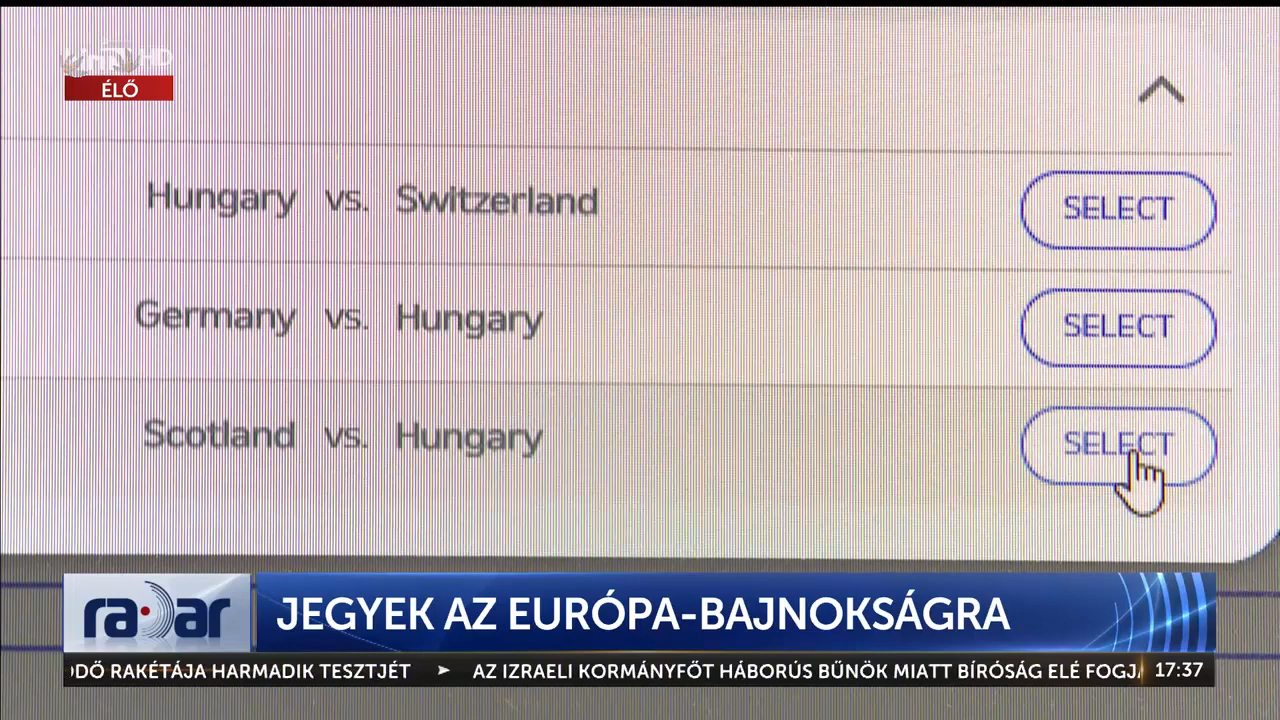 HD
ÉLŐ
Hungary vs. Switzerland SELECT
Germany vs. Hungary SELECT
Scotland vs. Hungary SELECT
radar
JEGYEK AZ EURÓPA-BAJNOKSÁGRA
RAKÉTÁJA HARMADIK TESZTJÉT ➤ AZ IZRAELI KORMÁNYFŐT HÁBORÚS BŰNÖK MIATT BÍRÓSÁG ELÉ 17:37